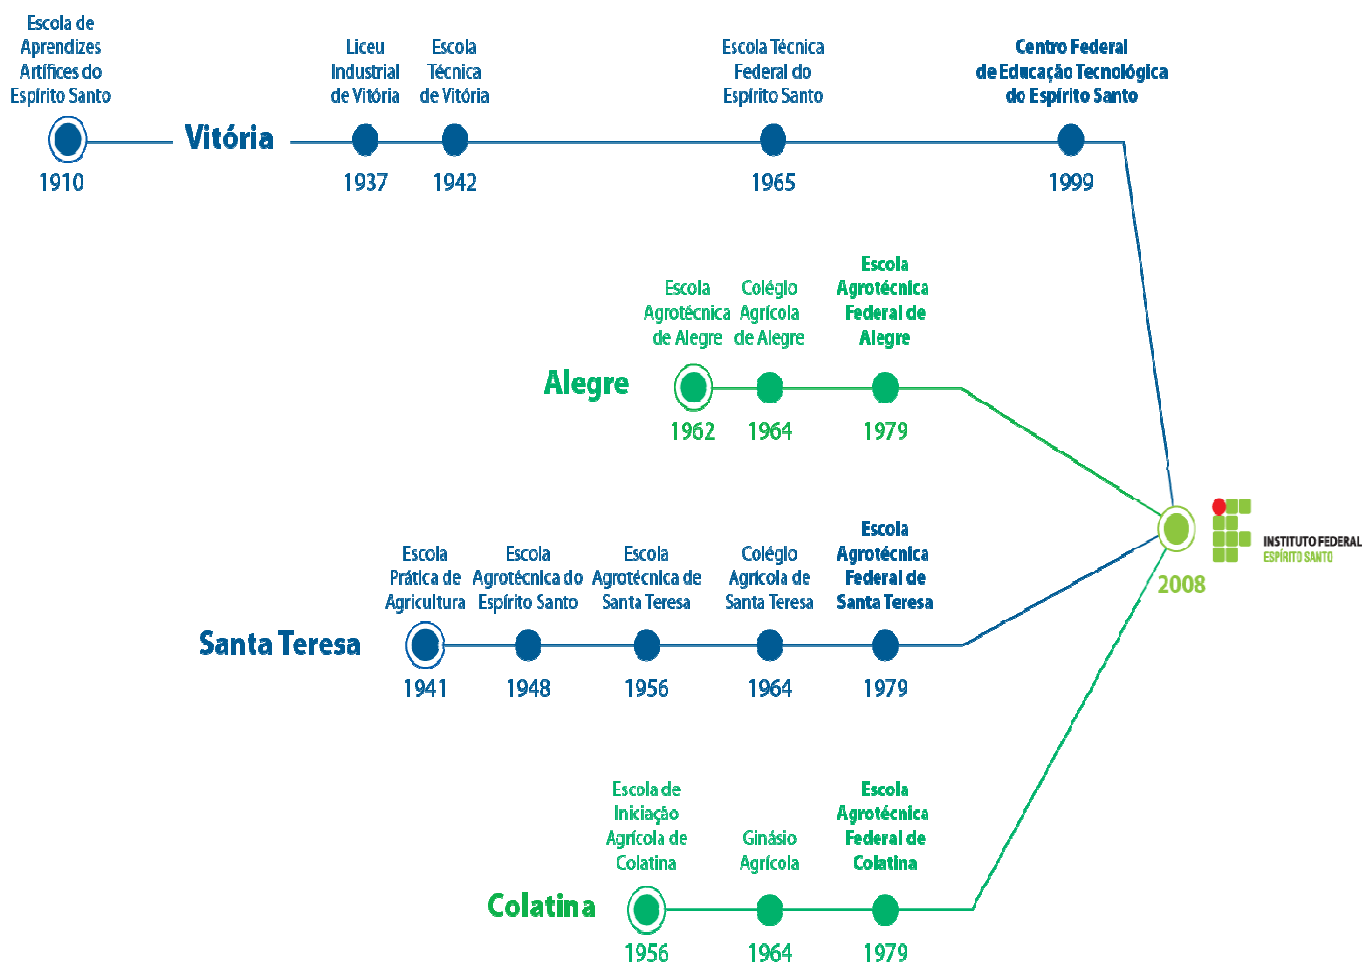 Escola de
Aprendizes
Artífices do
Espírito Santo
Liceu
Industrial
de Vitória
Escola
Técnica
de Vitória
Escola Técnica
Federal do
Espírito Santo
Centro Federal
de Educação Tecnológica
do Espírito Santo
Vitória
1910
1937
1942
1965
1999
Escola
Agrotécnica
de Alegre
Colégio
Agrícola
de Alegre
Escola
Agrotécnica
Federal de
Alegre
Alegre
1962
1964
1979
Escola
Prática de
Agricultura
Escola
Agrotécnica do
Espírito Santo
Escola
Agrotécnica de
Santa Teresa
Colégio
Agrícola de
Santa Teresa
Escola
Agrotécnica
Federal de
Santa Teresa
Santa Teresa
1941
1948
1956
1964
1979
INSTITUTO FEDERAL
ESPÍRITO SANTO
2008
Escola de
Iniciação
Agrícola de
Colatina
Ginásio
Agrícola
Escola
Agrotécnica
Federal de
Colatina
Colatina
1956
1964
1979